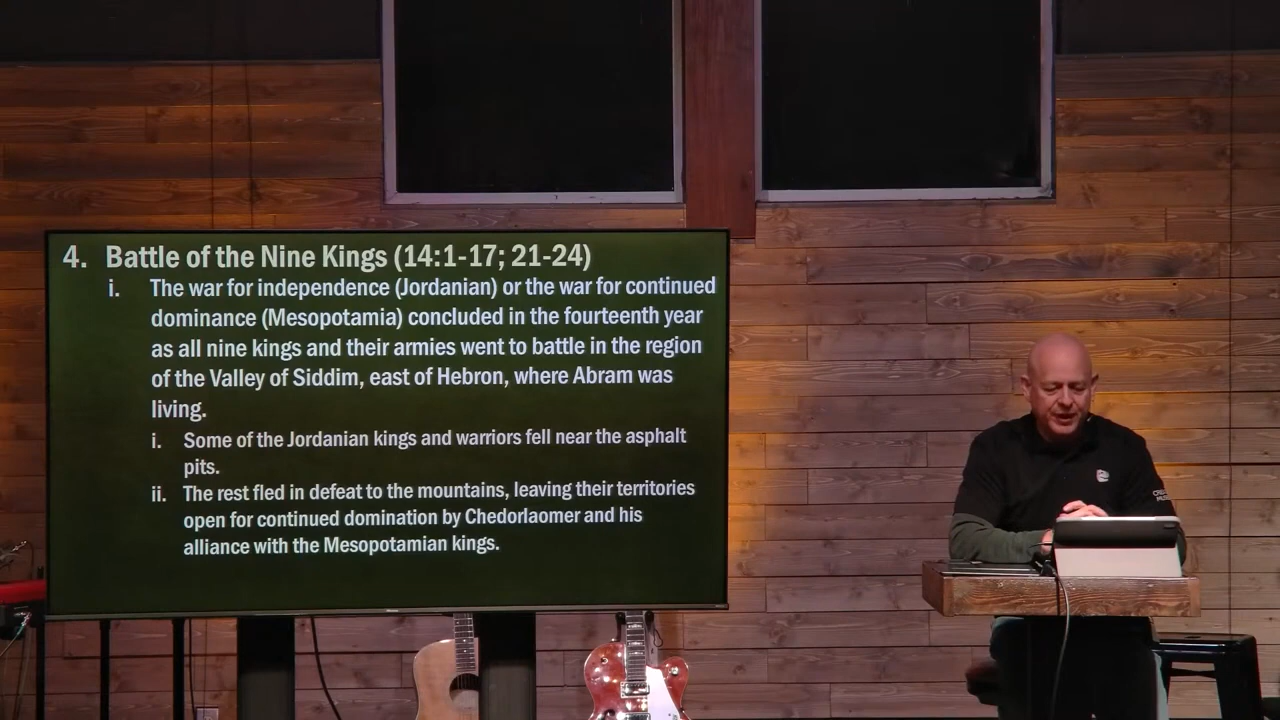 4. Battle of the Nine Kings (14:1-17; 21-24)
i. The war for independence (Jordanian) or the war for continued
dominance (Mesopotamia) concluded in the fourteenth year
as all nine kings and their armies went to battle in the region
of the Valley of Siddim, east of Hebron, where Abram was
living.
i. Some of the Jordanian kings and warriors fell near the asphalt
pits.
ii. The rest fled in defeat to the mountains, leaving their territories
open for continued domination by Chedorlaomer and his
alliance with the Mesopotamian kings.